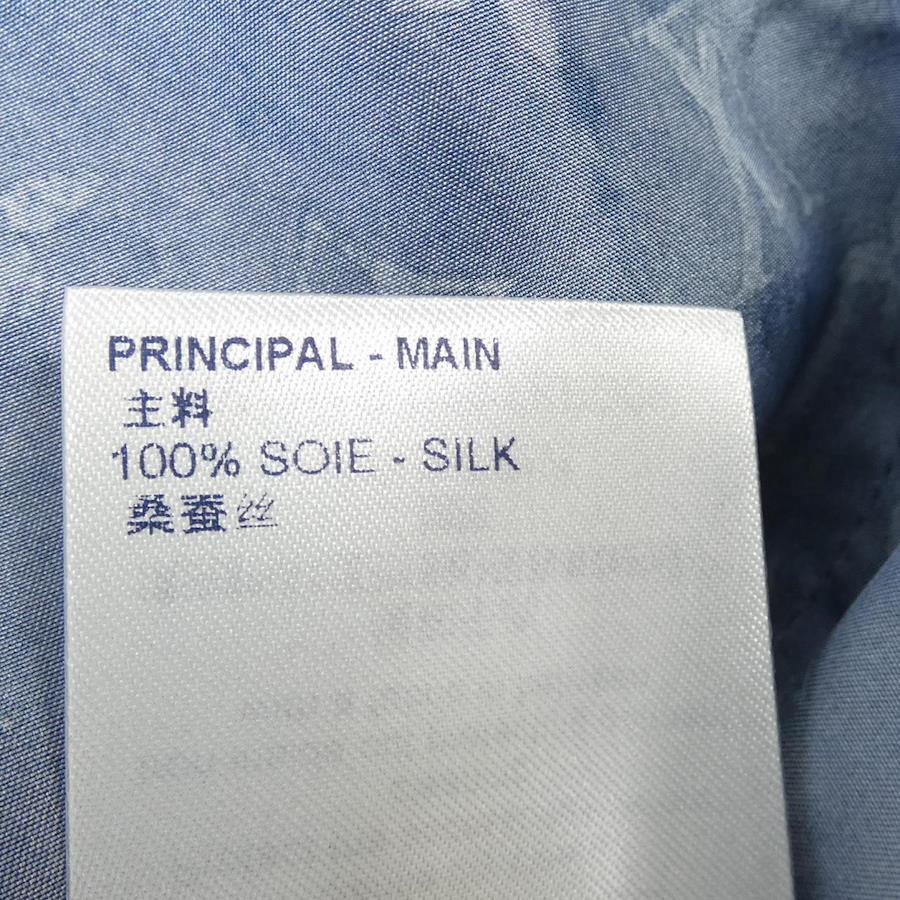 PRINCIPAL - MAIN
主料
100% SOIE - SILK
桑蚕丝